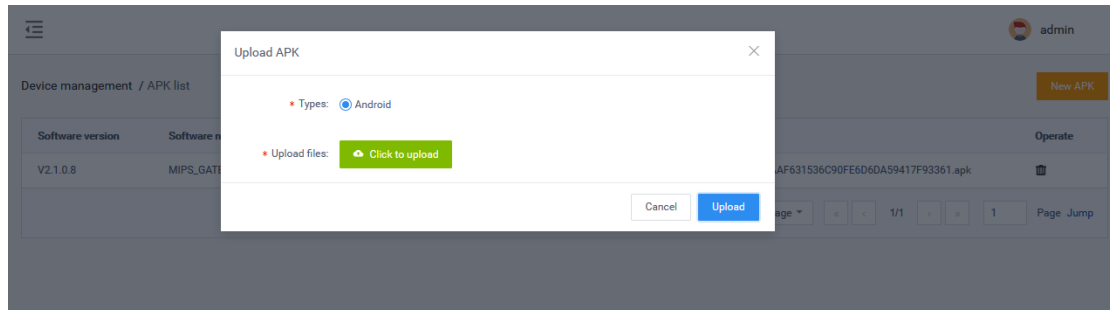 admin
Upload APK
Device management / APK list
New APK
* Types: Android
Software version Software n Operate
* Upload files: Click to upload
V2.1.0.8 MIPS_GATE AF631536C90FE6D6DA59417F93361.apk
Cancel Upload age 1/1 1 Page Jump